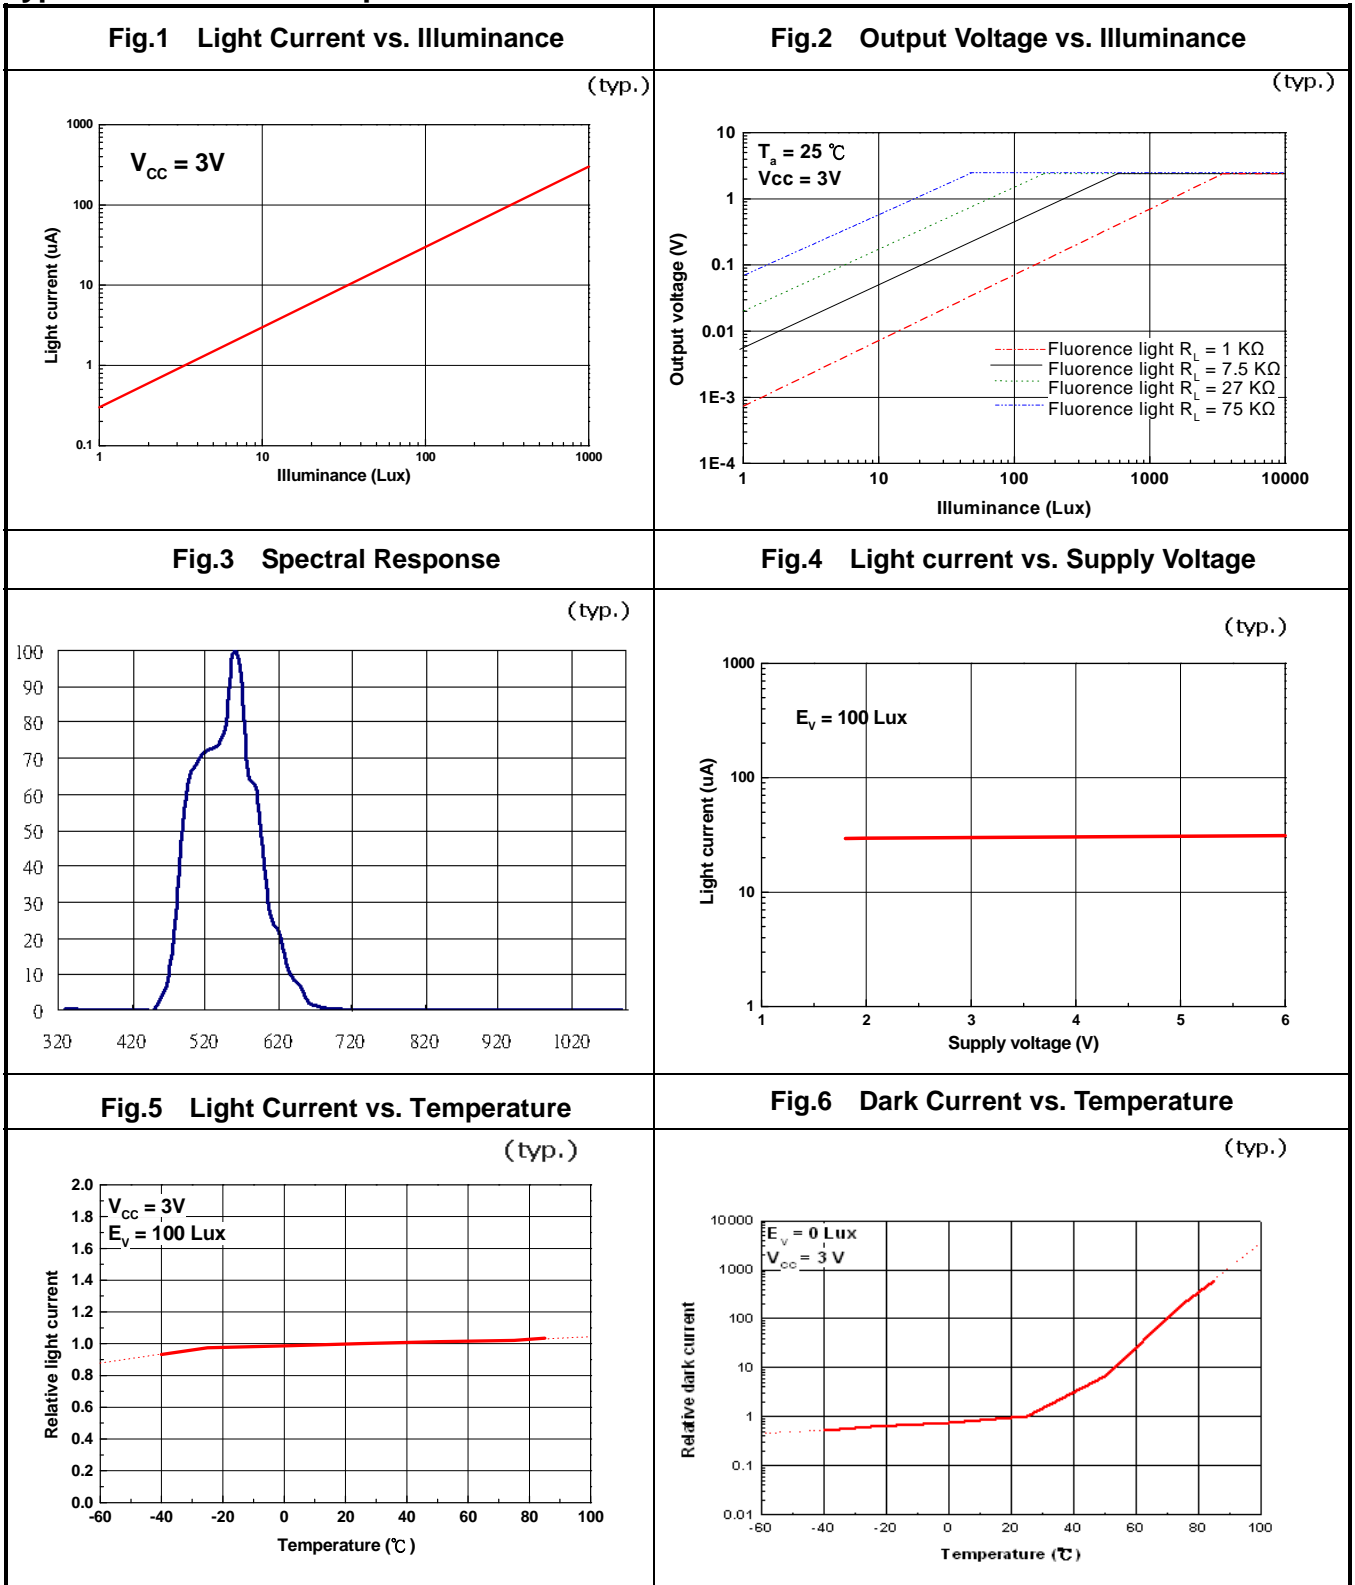 Fig.1 Light Current vs. Illuminance
Fig.2 Output Voltage vs. Illuminance
(typ.)
1000
100
10
1
0.1
VCC = 3V
Light current (uA)
1
10
100
1000
Illuminance (Lux)
(typ.)
10
1
0.1
0.01
1E-3
1E-4
Ta = 25 ℃
Vcc = 3V
Output voltage (V)
Fluorence light RL = 1 KΩ
Fluorence light RL = 7.5 KΩ
Fluorence light RL = 27 KΩ
Fluorence light RL = 75 KΩ
1
10
100
1000
10000
Illuminance (Lux)
Fig.3 Spectral Response
Fig.4 Light current vs. Supply Voltage
(typ.)
100
90
80
70
60
50
40
30
20
10
0
320
420
520
620
720
820
920
1020
(typ.)
1000
100
10
1
EV = 100 Lux
Light current (uA)
1
2
3
4
5
6
Supply voltage (V)
Fig.5 Light Current vs. Temperature
Fig.6 Dark Current vs. Temperature
(typ.)
2.0
1.8
1.6
1.4
1.2
1.0
0.8
0.6
0.4
0.2
0.0
VCC = 3V
EV = 100 Lux
Relative light current
-60
-40
-20
0
20
40
60
80
100
Temperature (℃)
(typ.)
10000
1000
100
10
1
0.1
0.01
EV = 0 Lux
Vcc = 3 V
Relative dark current
-60
-40
-20
0
20
40
60
80
100
Temperature (℃)